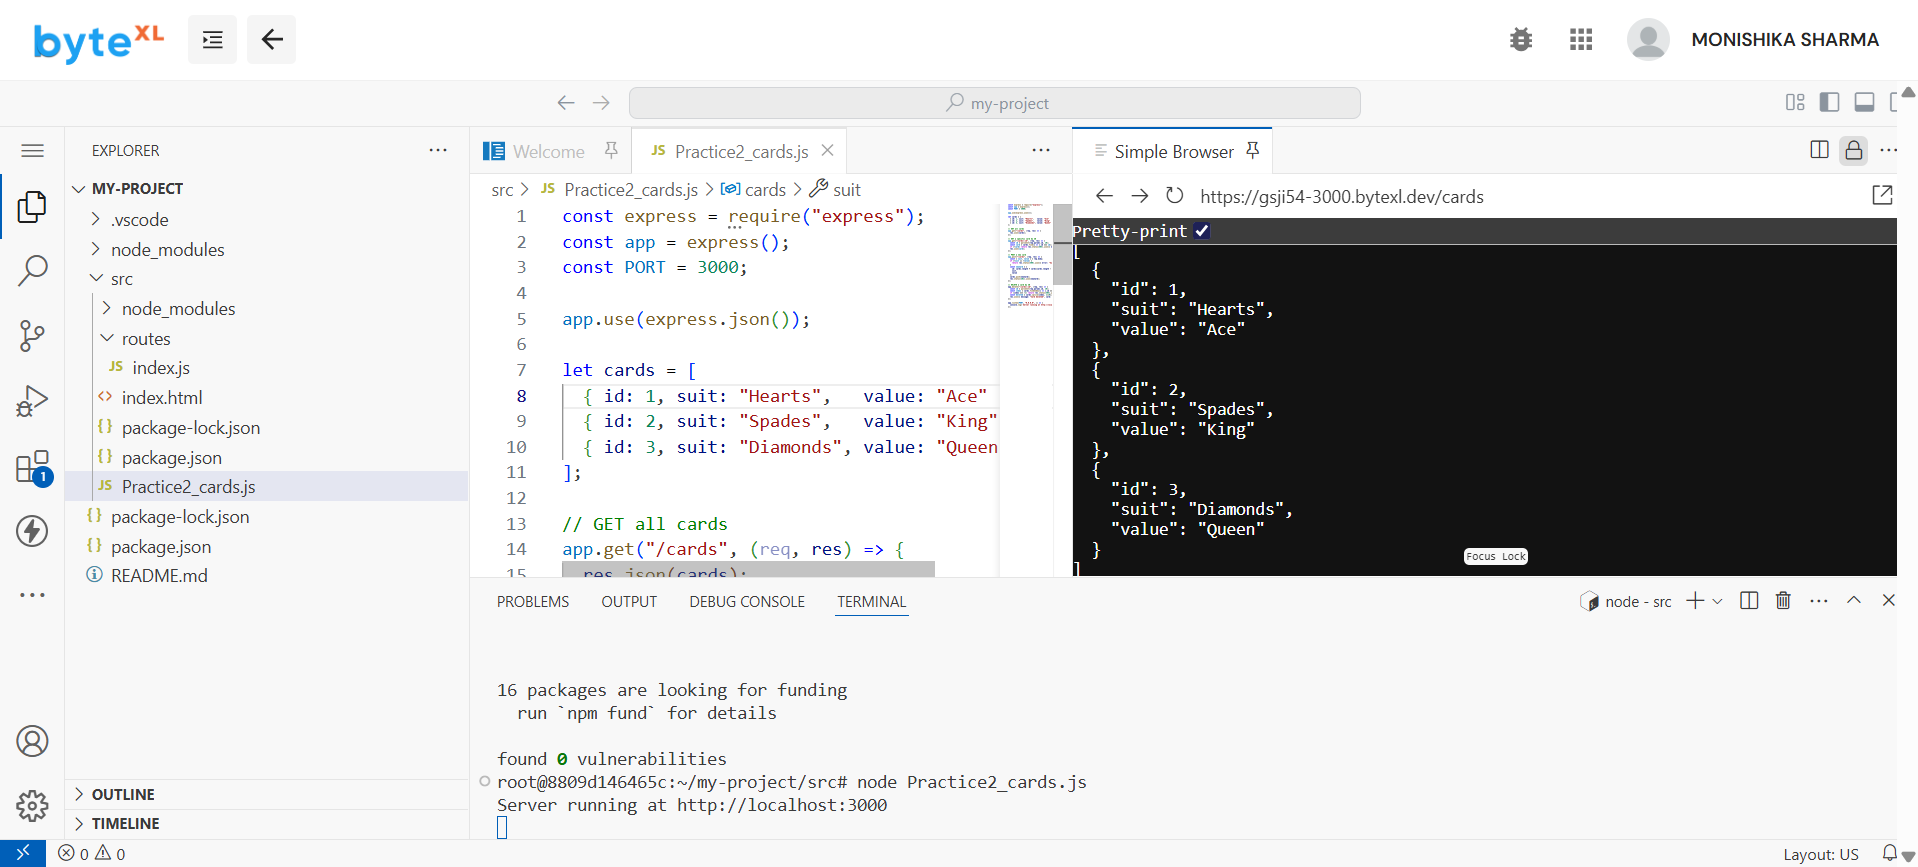 byteXL
MONISHIKA SHARMA
my-project
EXPLORER
MY-PROJECT
.vscode
node_modules
src
node_modules
routes
JS index.js
<> index.html
{} package-lock.json
{} package.json
JS Practice2_cards.js
{} package-lock.json
{} package.json
README.md
OUTLINE
TIMELINE
1
Welcome
JS Practice2_cards.js
src > JS Practice2_cards.js > cards > suit
1 const express = require("express");
2 const app = express();
3 const PORT = 3000;
4
5 app.use(express.json());
6
7 let cards = [
8 { id: 1, suit: "Hearts", value: "Ace"
9 { id: 2, suit: "Spades", value: "King"
10 { id: 3, suit: "Diamonds", value: "Queen
11 ];
12
13 // GET all cards
14 app.get("/cards", (req, res) => {
15 res.json(cards);
Simple Browser
https://gsji54-3000.bytexl.dev/cards
Pretty-print
[
{
"id": 1,
"suit": "Hearts",
"value": "Ace"
},
{
"id": 2,
"suit": "Spades",
"value": "King"
},
{
"id": 3,
"suit": "Diamonds",
"value": "Queen"
}
]
Focus Lock
PROBLEMS OUTPUT DEBUG CONSOLE TERMINAL
node - src
16 packages are looking for funding
run `npm fund` for details
found 0 vulnerabilities
root@8809d146465c:~/my-project/src# node Practice2_cards.js
Server running at http://localhost:3000
0 0
Layout: US